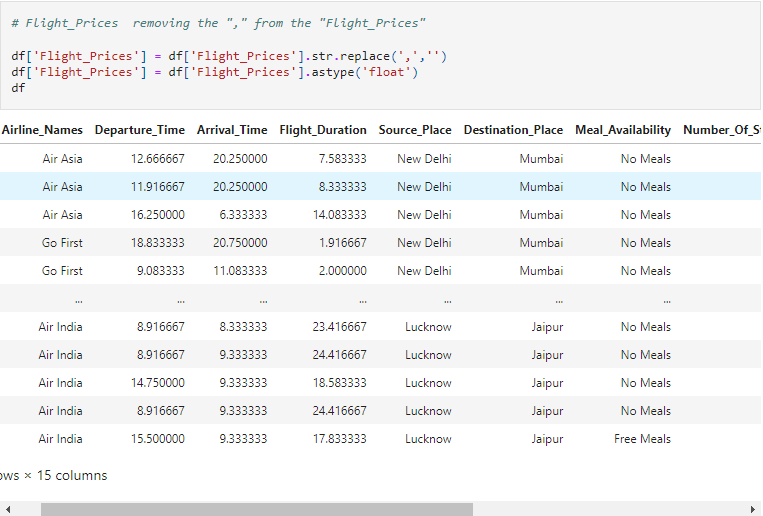 # Flight_Prices  removing the "," from the "Flight_Prices"
df['Flight_Prices'] = df['Flight_Prices'].str.replace(',','')
df['Flight_Prices'] = df['Flight_Prices'].astype('float')
df
Airline_Names Departure_Time Arrival_Time Flight_Duration Source_Place Destination_Place Meal_Availability Number_Of_S
Air Asia 12.666667 20.250000 7.583333 New Delhi Mumbai No Meals
Air Asia 11.916667 20.250000 8.333333 New Delhi Mumbai No Meals
Air Asia 16.250000 6.333333 14.083333 New Delhi Mumbai No Meals
Go First 18.833333 20.750000 1.916667 New Delhi Mumbai No Meals
Go First 9.083333 11.083333 2.000000 New Delhi Mumbai No Meals
... ... ... ... ... ... ...
Air India 8.916667 8.333333 23.416667 Lucknow Jaipur No Meals
Air India 8.916667 9.333333 24.416667 Lucknow Jaipur No Meals
Air India 14.750000 9.333333 18.583333 Lucknow Jaipur No Meals
Air India 8.916667 9.333333 24.416667 Lucknow Jaipur No Meals
Air India 15.500000 9.333333 17.833333 Lucknow Jaipur Free Meals
ows × 15 columns